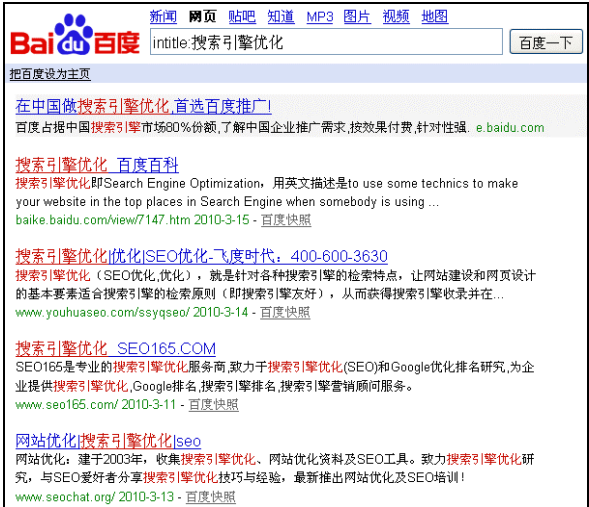 新闻 网页 贴吧 知道 MP3 图片 视频 地图
Bai du 百度 intitle:搜索引擎优化 百度一下
把百度设为主页
在中国做搜索引擎优化,首选百度推广!
百度占据中国搜索引擎市场80%份额,了解中国企业推广需求,按效果付费,针对性强. e.baidu.com
搜索引擎优化_百度百科
搜索引擎优化即Search Engine Optimization，用英文描述是to use some technics to make
your website in the top places in Search Engine when somebody is using ...
baike.baidu.com/view/7147.htm 2010-3-15 - 百度快照
搜索引擎优化|优化|SEO优化-飞度时代：400-600-3630
搜索引擎优化（SEO优化,优化），就是针对各种搜索引擎的检索特点，让网站建设和网页设计
的基本要素适合搜索引擎的检索原则（即搜索引擎友好），从而获得搜索引擎收录并在...
www.youhuaseo.com/ssyqseo/ 2010-3-14 - 百度快照
搜索引擎优化_SEO165.COM
SEO165是专业的搜索引擎优化服务商,致力于搜索引擎优化(SEO)和Google优化排名研究,为企
业提供搜索引擎优化,Google排名,搜索引擎排名,搜索引擎营销顾问服务。
www.seo165.com/ 2010-3-11 - 百度快照
网站优化|搜索引擎优化|seo
网站优化：建于2003年，收集搜索引擎优化、网站优化资料及SEO工具。致力搜索引擎优化研
究，与SEO爱好者分享搜索引擎优化技巧与经验，最新推出网站优化及SEO培训！
www.seochat.org/ 2010-3-13 - 百度快照